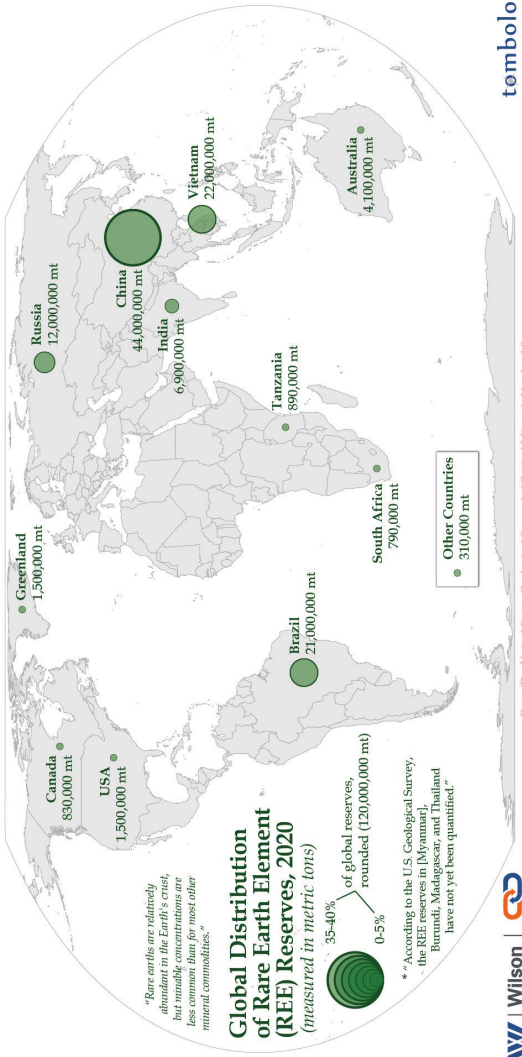 Greenland
1,500,000 mt
Russia
12,000,000 mt
Canada
830,000 mt
USA
1,500,000 mt
China
44,000,000 mt
Vietnam
22,000,000 mt
India
6,900,000 mt
"Rare earths are relatively
abundant in the Earth's crust,
but minable concentrations are
less common than for most other
mineral commodities."
Global Distribution
of Rare Earth Element
(REE) Reserves, 2020
(measured in metric tons)
35-40%
of global reserves,
rounded (120,000,000 mt)
0-5%
* "According to the U.S. Geological Survey,
the REE reserves in [Myanmar],
Burundi, Madagascar, and Thailand
have not yet been quantified."
Brazil
21,000,000 mt
Tanzania
890,000 mt
South Africa
790,000 mt
Australia
4,100,000 mt
Other Countries
310,000 mt
Wilson
tombolo